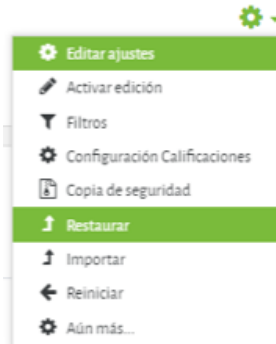 Editar ajustes
Activar edición
Filtros
Configuración Calificaciones
Copia de seguridad
Restaurar
Importar
Reiniciar
Aún más...